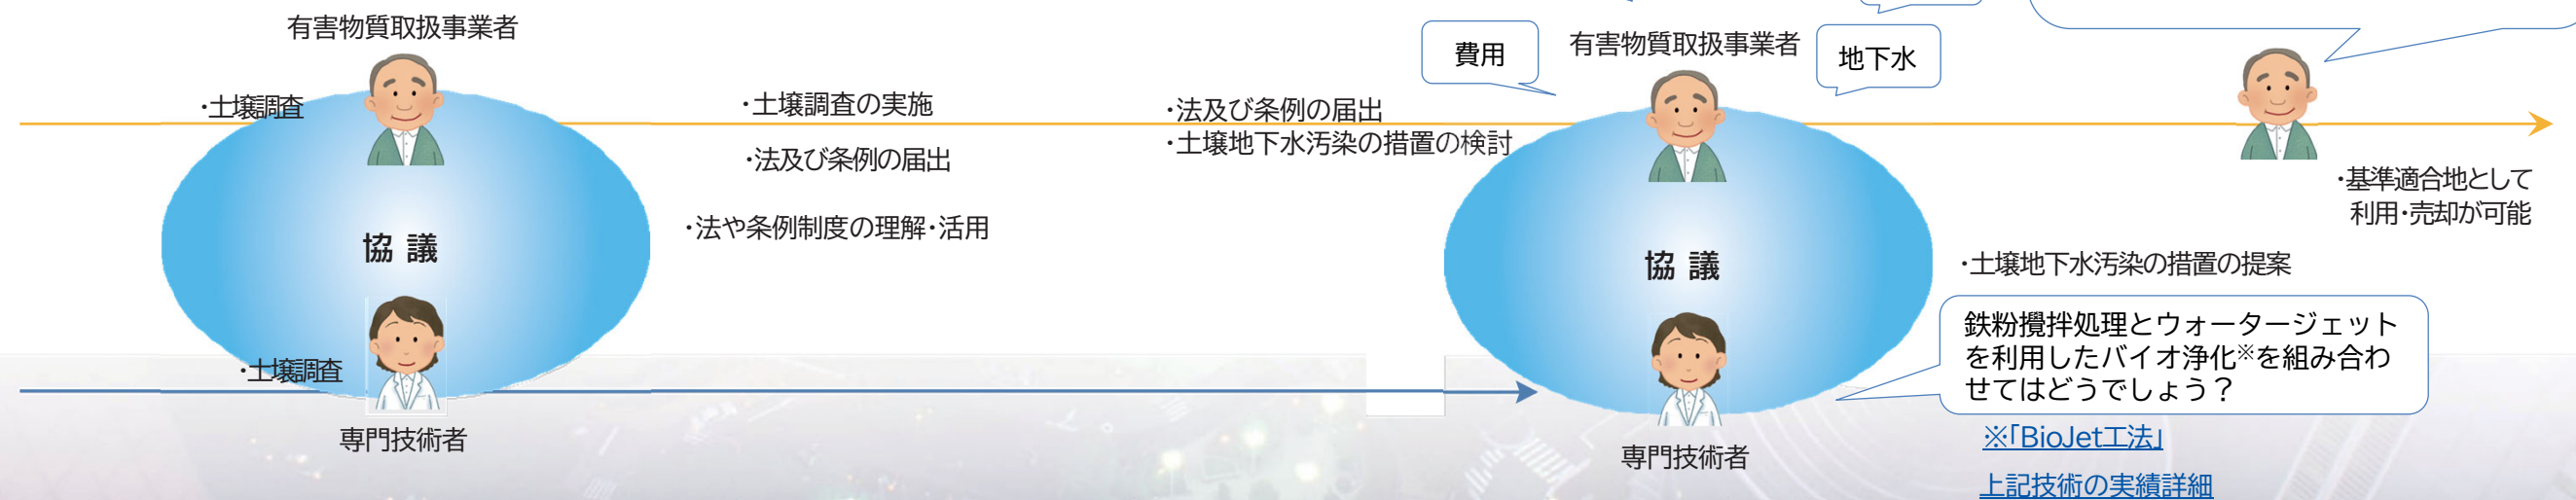 有害物質取扱事業者
・土壌調査
協 議
・土壌調査
専門技術者
・土壌調査の実施
・法及び条例の届出
・法や条例制度の理解・活用
・法及び条例の届出
・土壌地下水汚染の措置の検討
費用
有害物質取扱事業者
地下水
協 議
専門技術者
・土壌地下水汚染の措置の提案
鉄粉攪拌処理とウォータージェット
を利用したバイオ浄化※を組み合わ
せてはどうでしょう？
※「BioJet工法」
上記技術の実績詳細
・基準適合地として
利用・売却が可能